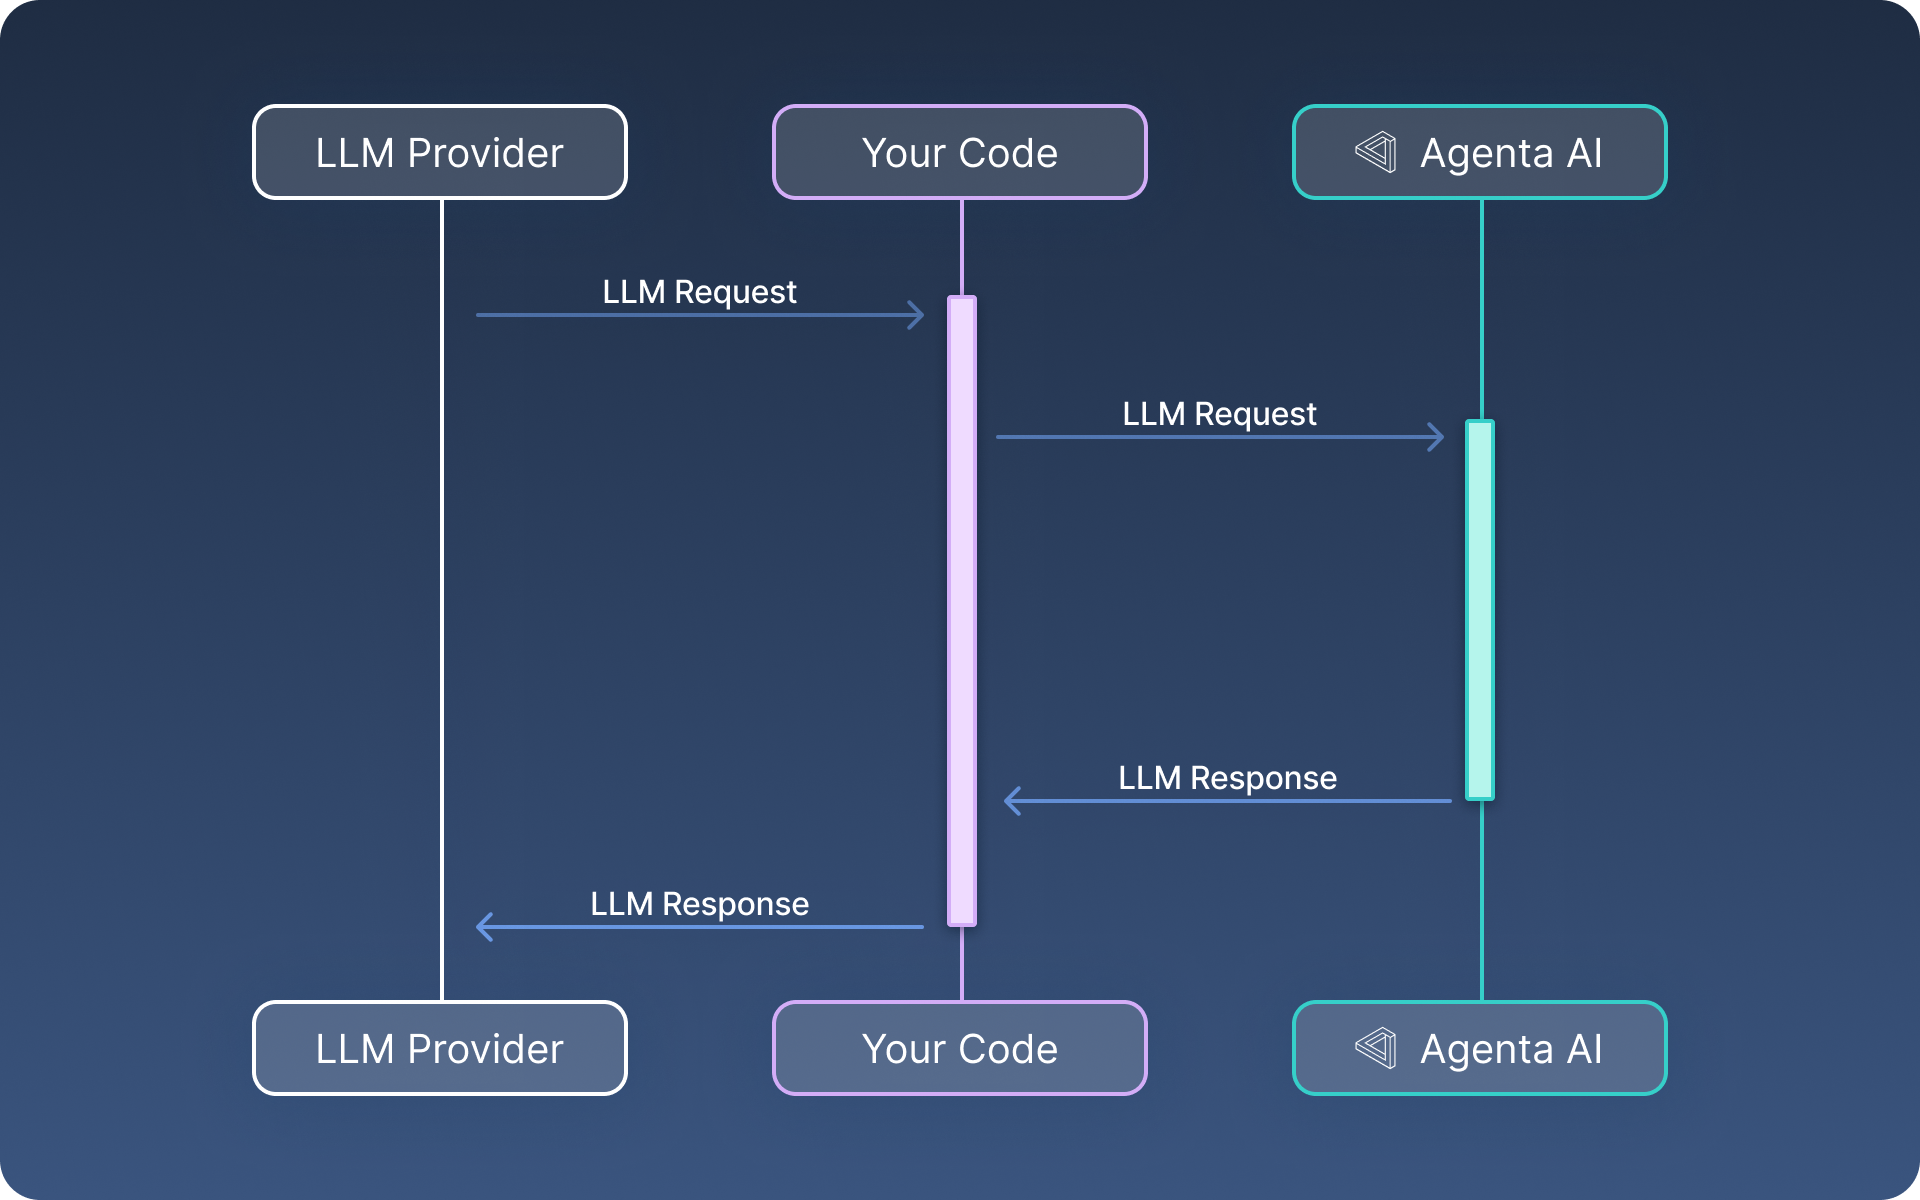 LLM Provider
Your Code
Agenta AI
LLM Request
LLM Request
LLM Response
LLM Response
LLM Provider
Your Code
Agenta AI